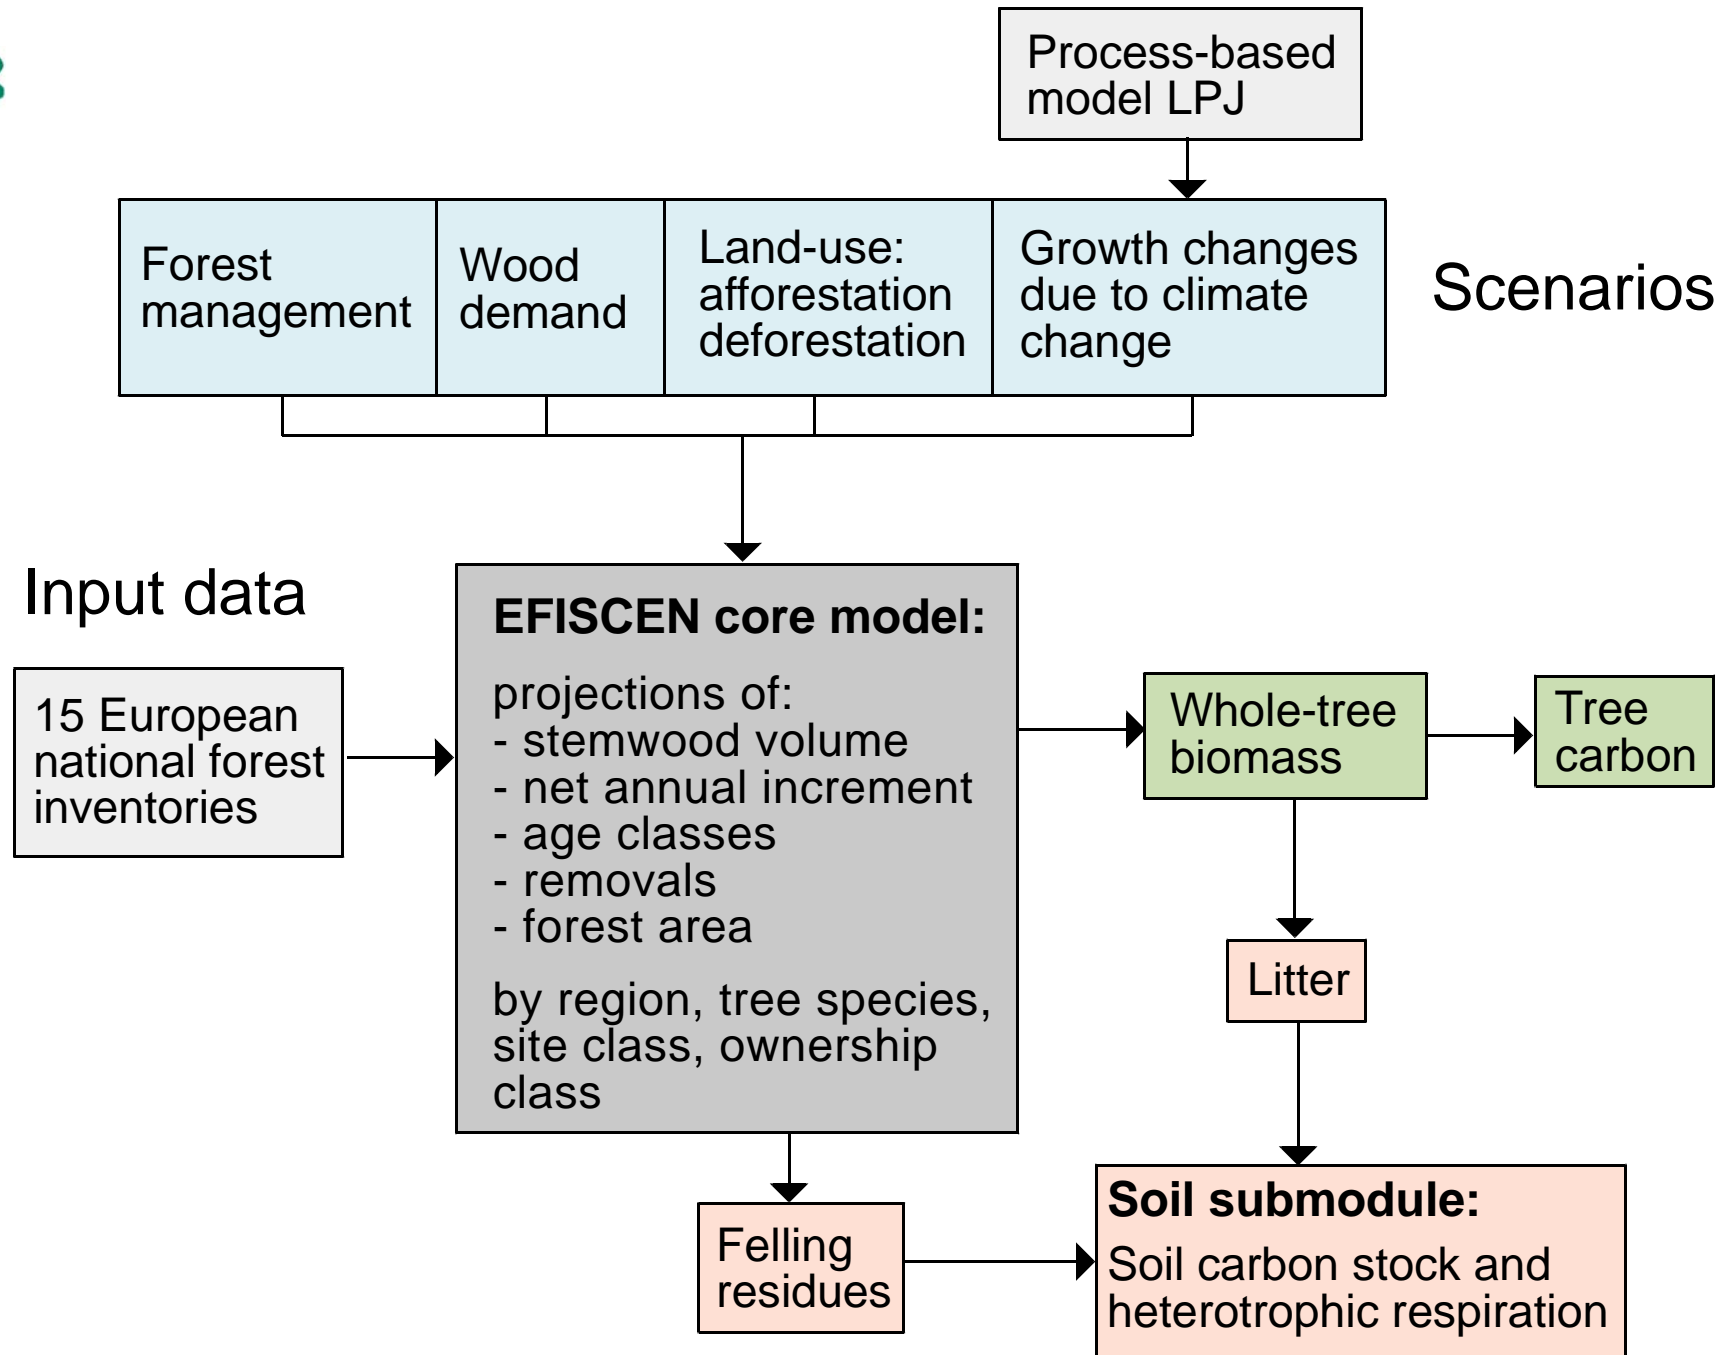 Process-based
model LPJ
Forest
management
Wood
demand
Land-use:
afforestation
deforestation
Growth changes
due to climate
change
Scenarios
Input data
15 European
national forest
inventories
EFISCEN core model:
projections of:
- stemwood volume
- net annual increment
- age classes
- removals
- forest area
by region, tree species,
site class, ownership
class
Whole-tree
biomass
Tree
carbon
Litter
Felling
residues
Soil submodule:
Soil carbon stock and
heterotrophic respiration